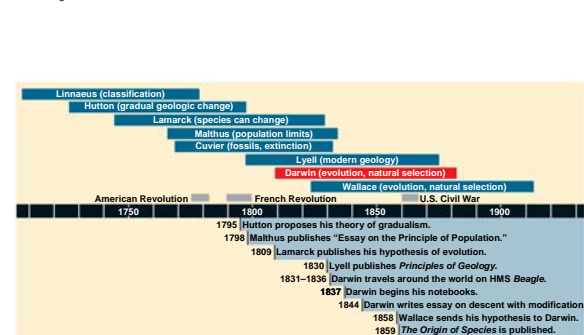 Linnaeus (classification)
Hutton (gradual geologic change)
Lamarck (species can change)
Malthus (population limits)
Cuvier (fossils, extinction)
Lyell (modern geology)
Darwin (evolution, natural selection)
Wallace (evolution, natural selection)
American Revolution French Revolution U.S. Civil War
1750 1800 1850 1900
1795 Hutton proposes his theory of gradualism.
1798 Malthus publishes “Essay on the Principle of Population.”
1809 Lamarck publishes his hypothesis of evolution.
1830 Lyell publishes Principles of Geology.
1831–1836 Darwin travels around the world on HMS Beagle.
1837 Darwin begins his notebooks.
1844 Darwin writes essay on descent with modification
1858 Wallace sends his hypothesis to Darwin.
1859 The Origin of Species is published.